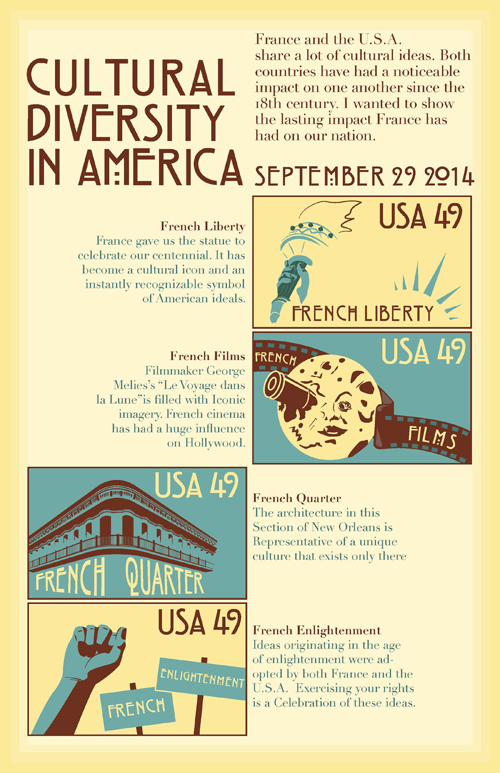 CULTURAL
DIVERSITY
IN AMERICA
France and the U.S.A.
share a lot of cultural ideas. Both
countries have had a noticeable
impact on one another since the
18th century. I wanted to show
the lasting impact France has
had on our nation.
SEPTEMBER 29 2014
French Liberty
France gave us the statue to
celebrate our centennial. It has
become a cultural icon and an
instantly recognizable symbol
of American ideals.
USA 49
FRENCH LIBERTY
French Films
Filmmaker George
Melies's "Le Voyage dans
la Lune"is filled with Iconic
imagery. French cinema
has had a huge influence
on Hollywood.
USA 49
FRENCH
FILMS
USA 49
FRENCH QUARTER
French Quarter
The architecture in this
Section of New Orleans is
Representative of a unique
culture that exists only there
USA 49
ENLIGHTENMENT
FRENCH
French Enlightenment
Ideas originating in the age
of enlightenment were ad-
opted by both France and the
U.S.A. Exercising your rights
is a Celebration of these ideas.